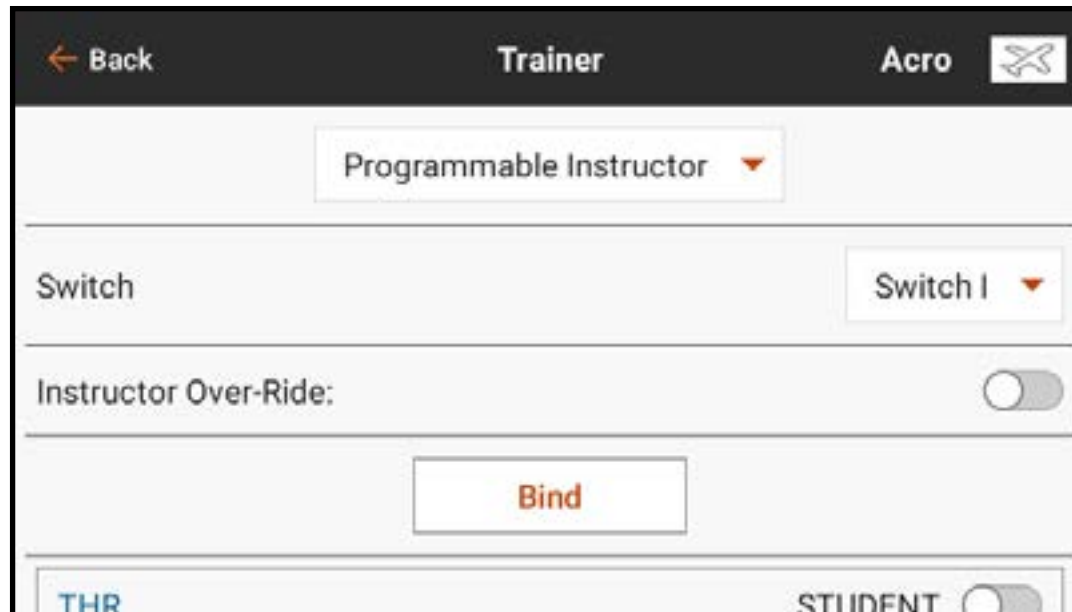 Back Trainer Acro
Programmable Instructor
Switch Switch I
Instructor Over-Ride:
Bind
THR STUDENT